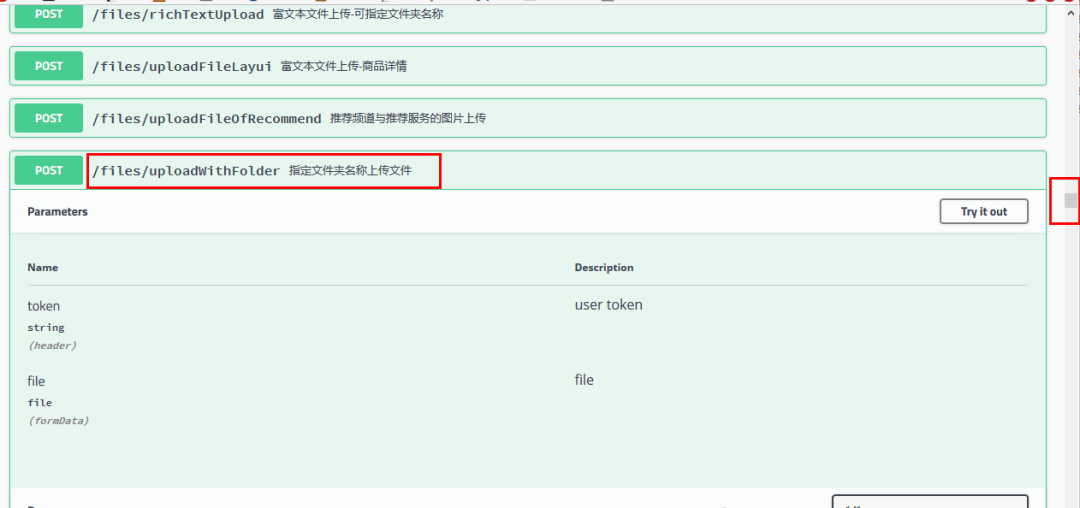 POST /files/richTextUpload 富文本文件上传-可指定文件夹名称
POST /files/uploadFileLayui 富文本文件上传-商品详情
POST /files/uploadFileOfRecommend 推荐频道与推荐服务的图片上传
POST /files/uploadWithFolder 指定文件夹名称上传文件
Parameters Try it out
Name Description
token user token
string
(header)
file file
file
(formData)